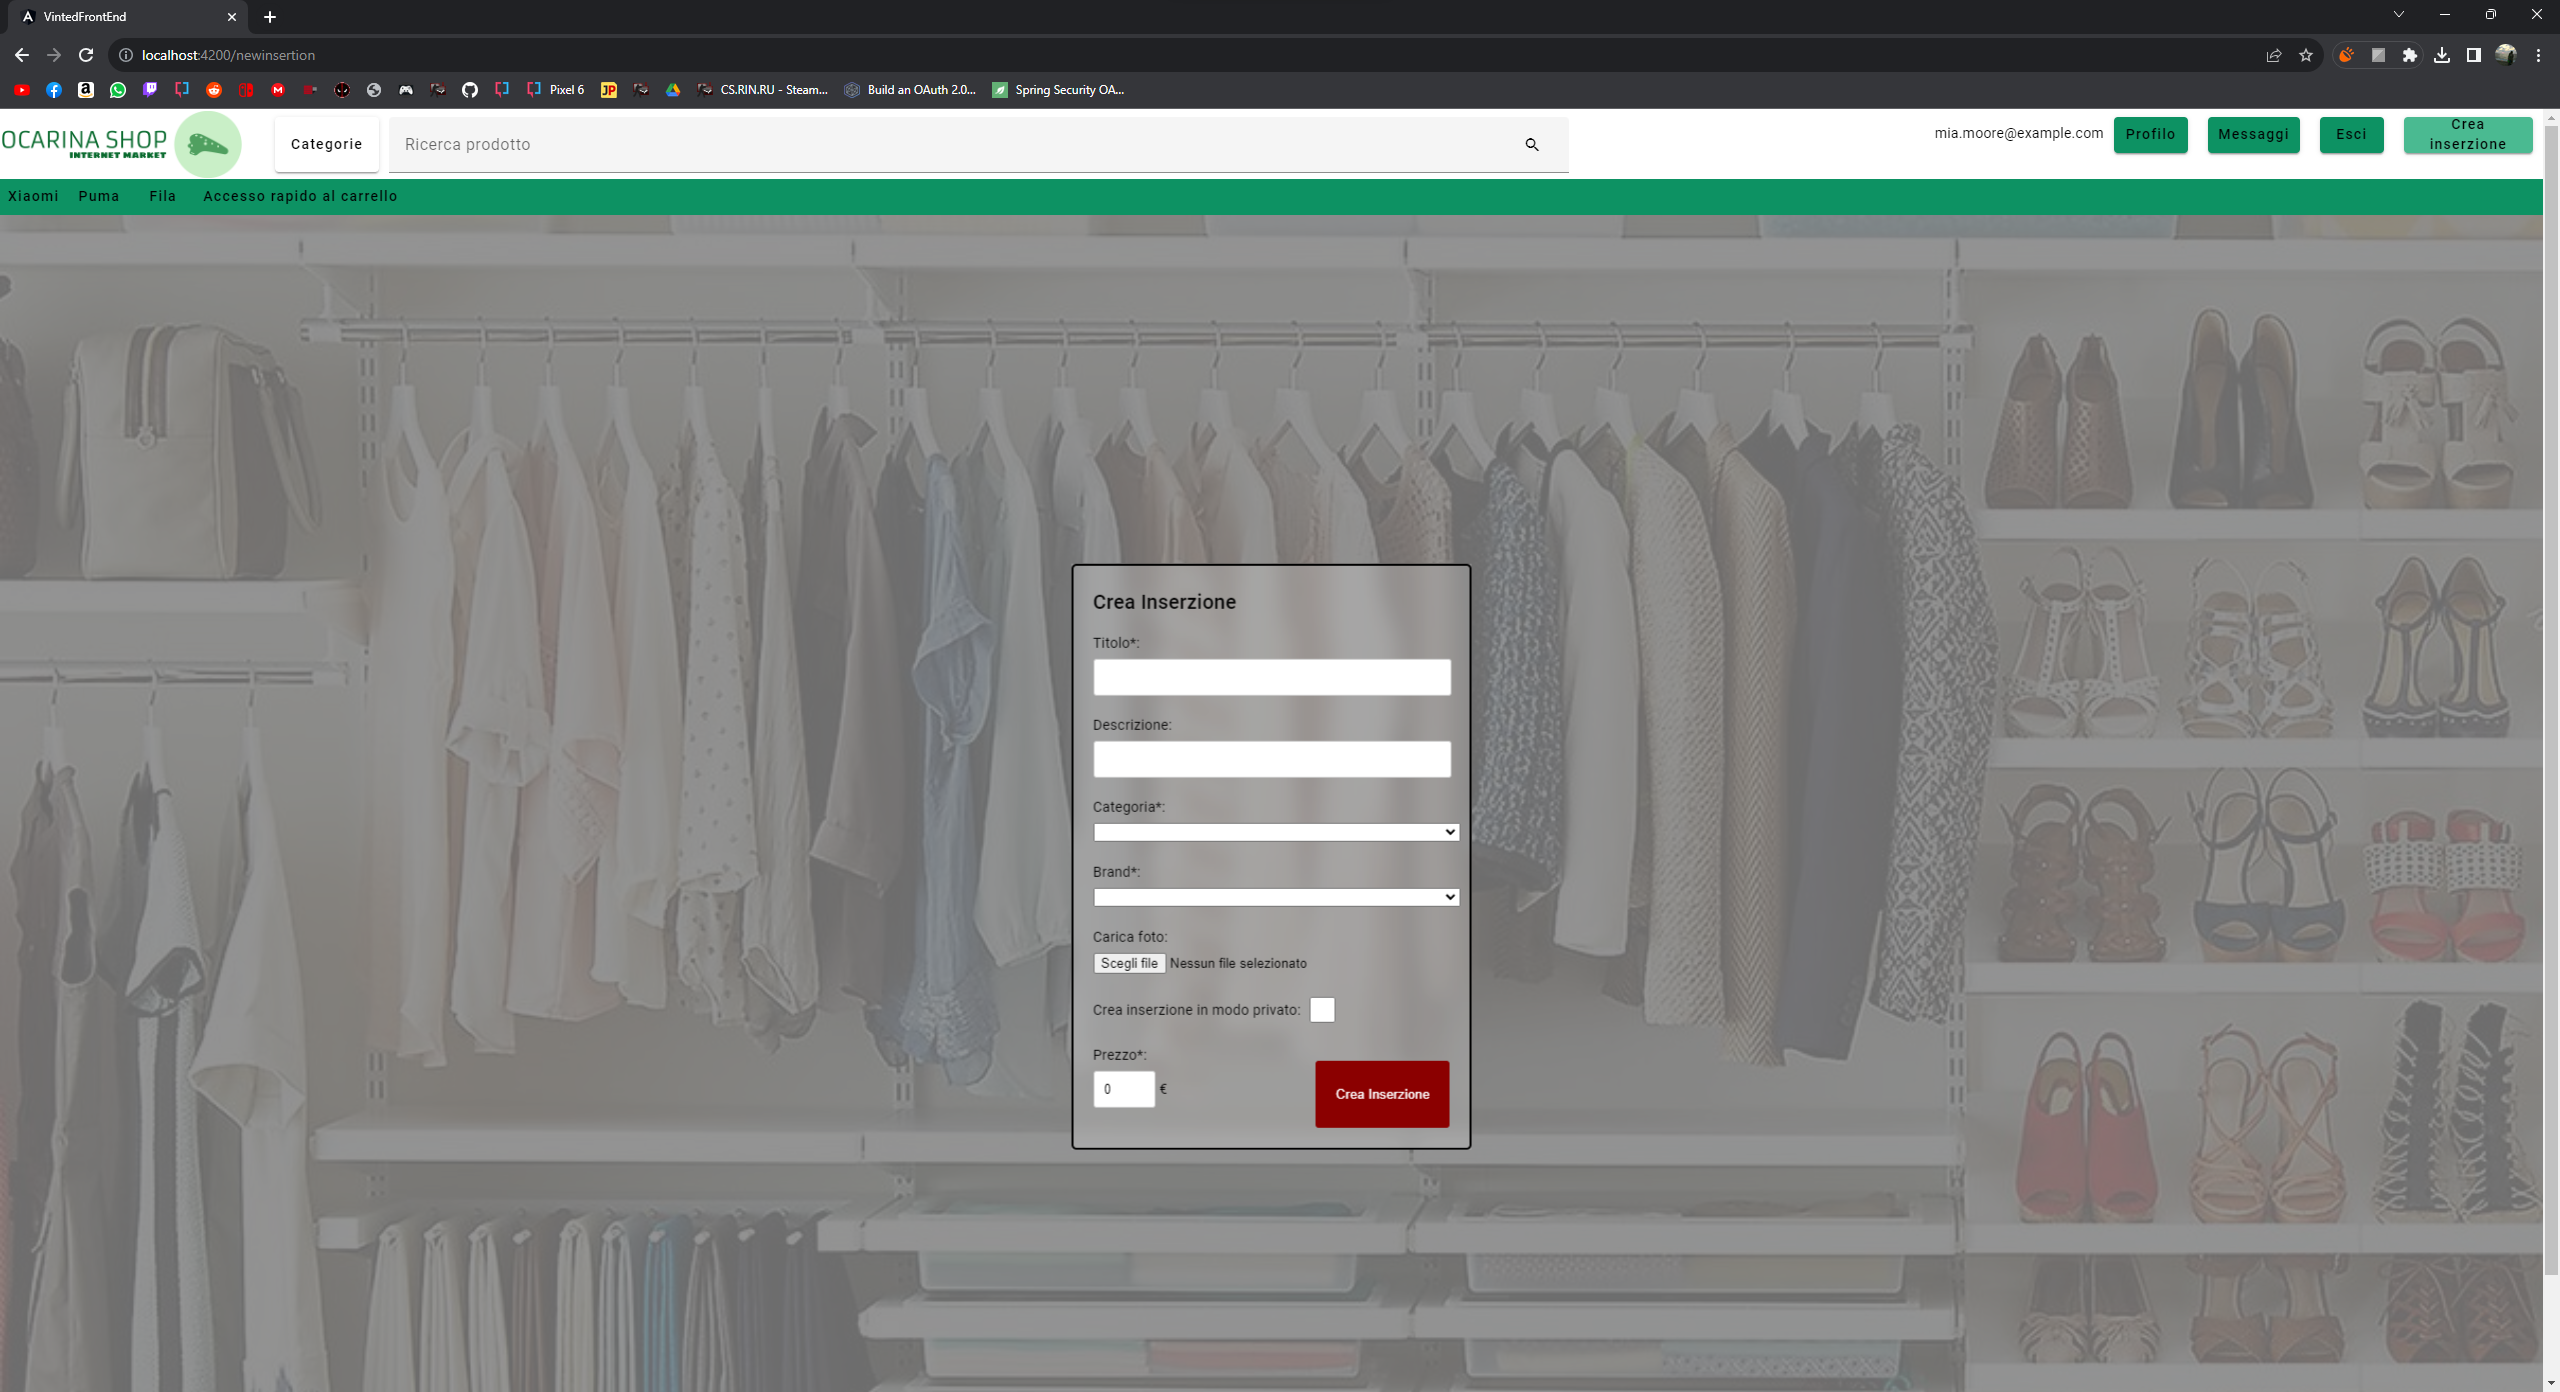 VintedFrontEnd
localhost:4200/newinsertion
Pixel 6
JP
CS.RIN.RU - Steam...
Build an OAuth 2.0...
Spring Security OA...
OCARINA SHOP
INTERNET MARKET
Categorie
Ricerca prodotto
mia.moore@example.com
Profilo
Messaggi
Esci
Crea
inserzione
Xiaomi
Puma
Fila
Accesso rapido al carrello
Crea Inserzione
Titolo*:
Descrizione:
Categoria*:
Brand*:
Carica foto:
Scegli file Nessun file selezionato
Crea inserzione in modo privato:
Prezzo*:
0 €
Crea Inserzione